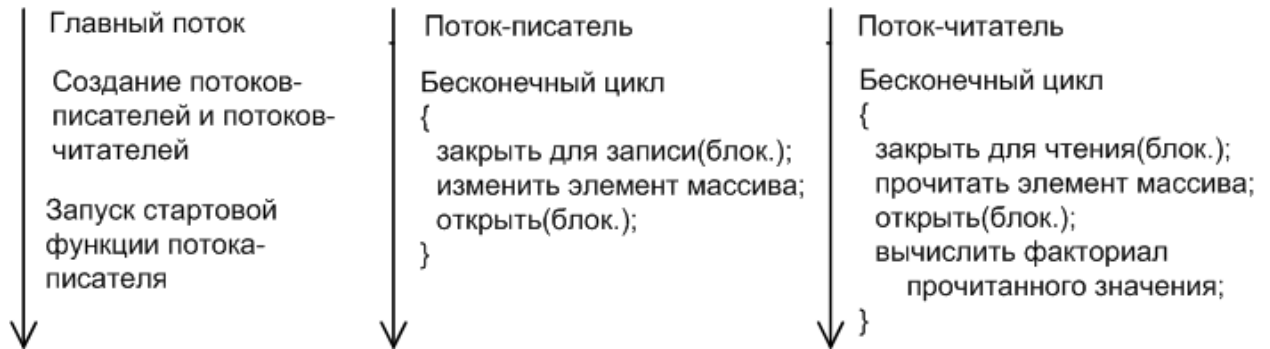 Главный поток
Создание потоков-
писателей и потоков-
читателей
Запуск стартовой
функции потока-
писателя
Поток-писатель
Бесконечный цикл
{
закрыть для записи(блок.);
изменить элемент массива;
открыть(блок.);
}
Поток-читатель
Бесконечный цикл
{
закрыть для чтения(блок.);
прочитать элемент массива;
открыть(блок.);
вычислить факториал
прочитанного значения;
}